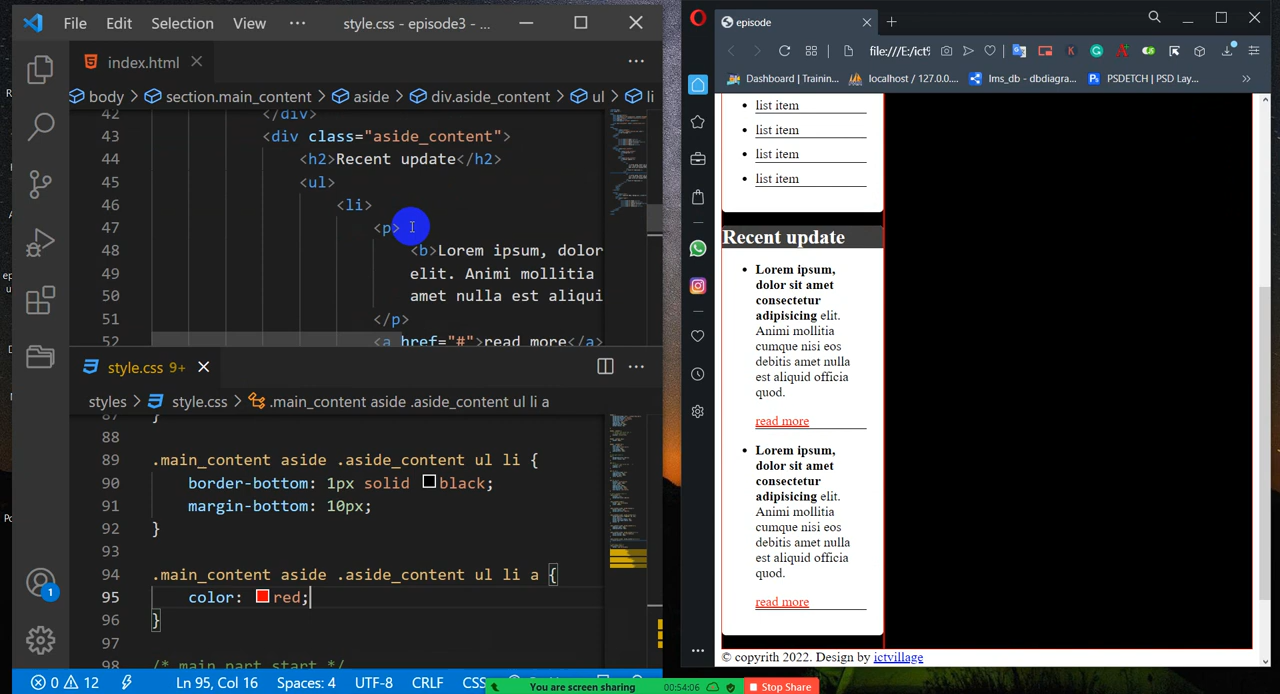 File Edit Selection View ··· style.css - episode3 - ...
index.html
body > section.main_content > aside > div.aside_content > ul > li
42 </div>
43 <div class="aside_content">
44 <h2>Recent update</h2>
45 <ul>
46 <li>
47 <p>
48 <b>Lorem ipsum, dolor
49 elit. Animi mollitia
50 amet nulla est aliqui
51 </p>
52 <a href="#">read more</a>
style.css 9+
styles > style.css > .main_content aside .aside_content ul li a
87 }
88
89 .main_content aside .aside_content ul li {
90 border-bottom: 1px solid black;
91 margin-bottom: 10px;
92 }
93
94 .main_content aside .aside_content ul li a {
95 color: red;
96 }
97
98 /* main part start */
1
0 12 Ln 95, Col 16 Spaces: 4 UTF-8 CRLF CSS
You are screen sharing 00:54:06 Stop Share
episode
file:///E:/ict
Dashboard | Trainin... localhost / 127.0.0.... lms_db - dbdiagra... PSDETCH | PSD Lay...
list item
list item
list item
list item
Recent update
Lorem ipsum,
dolor sit amet
consectetur
adipisicing elit.
Animi mollitia
cumque nisi eos
debitis amet nulla
est aliquid officia
quod.
read more
Lorem ipsum,
dolor sit amet
consectetur
adipisicing elit.
Animi mollitia
cumque nisi eos
debitis amet nulla
est aliquid officia
quod.
read more
© copyrith 2022. Design by ictvillage